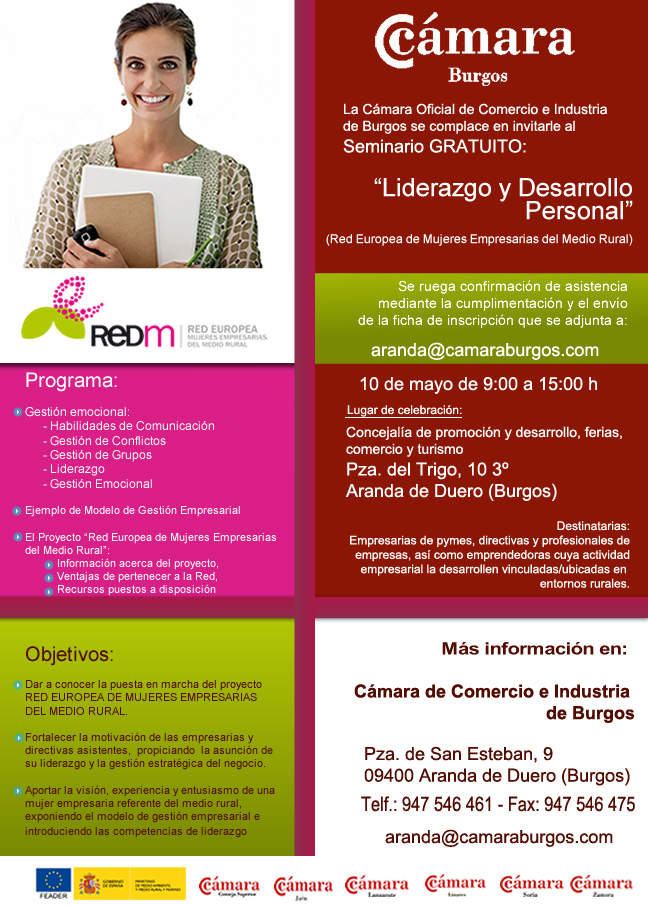 Cámara
Burgos
La Cámara Oficial de Comercio e Industria
de Burgos se complace en invitarle al
Seminario GRATUITO:
“Liderazgo y Desarrollo
Personal”
(Red Europea de Mujeres Empresarias del Medio Rural)
REDm
RED EUROPEA
MUJERES EMPRESARIAS
DEL MEDIO RURAL
Se ruega confirmación de asistencia
mediante la cumplimentación y el envío
de la ficha de inscripción que se adjunta a:
aranda@camaraburgos.com
Programa:
Gestión emocional:
- Habilidades de Comunicación
- Gestión de Conflictos
- Gestión de Grupos
- Liderazgo
- Gestión Emocional
Ejemplo de Modelo de Gestión Empresarial
El Proyecto “Red Europea de Mujeres Empresarias
del Medio Rural”:
Información acerca del proyecto,
Ventajas de pertenecer a la Red,
Recursos puestos a disposición
10 de mayo de 9:00 a 15:00 h
Lugar de celebración:
Concejalía de promoción y desarrollo, ferias,
comercio y turismo
Pza. del Trigo, 10 3º
Aranda de Duero (Burgos)
Destinatarias:
Empresarias de pymes, directivas y profesionales de
empresas, así como emprendedoras cuya actividad
empresarial la desarrollen vinculadas/ubicadas en
entornos rurales.
Objetivos:
Dar a conocer la puesta en marcha del proyecto
RED EUROPEA DE MUJERES EMPRESARIAS
DEL MEDIO RURAL.
Fortalecer la motivación de las empresarias y
directivas asistentes, propiciando la asunción de
su liderazgo y la gestión estratégica del negocio.
Aportar la visión, experiencia y entusiasmo de una
mujer empresaria referente del medio rural,
exponiendo el modelo de gestión empresarial e
introduciendo las competencias de liderazgo
Más información en:
Cámara de Comercio e Industria
de Burgos
Pza. de San Esteban, 9
09400 Aranda de Duero (Burgos)
Telf.: 947 546 461 - Fax: 947 546 475
aranda@camaraburgos.com
FEADER
GOBIERNO
DE ESPAÑA
MINISTERIO
DE MEDIO AMBIENTE
Y MEDIO RURAL Y MARINO
Cámara
Consejo Superior
Cámara
Jaén
Cámara
Lanzarote
Cámara
Linares
Cámara
Soria
Cámara
Zamora